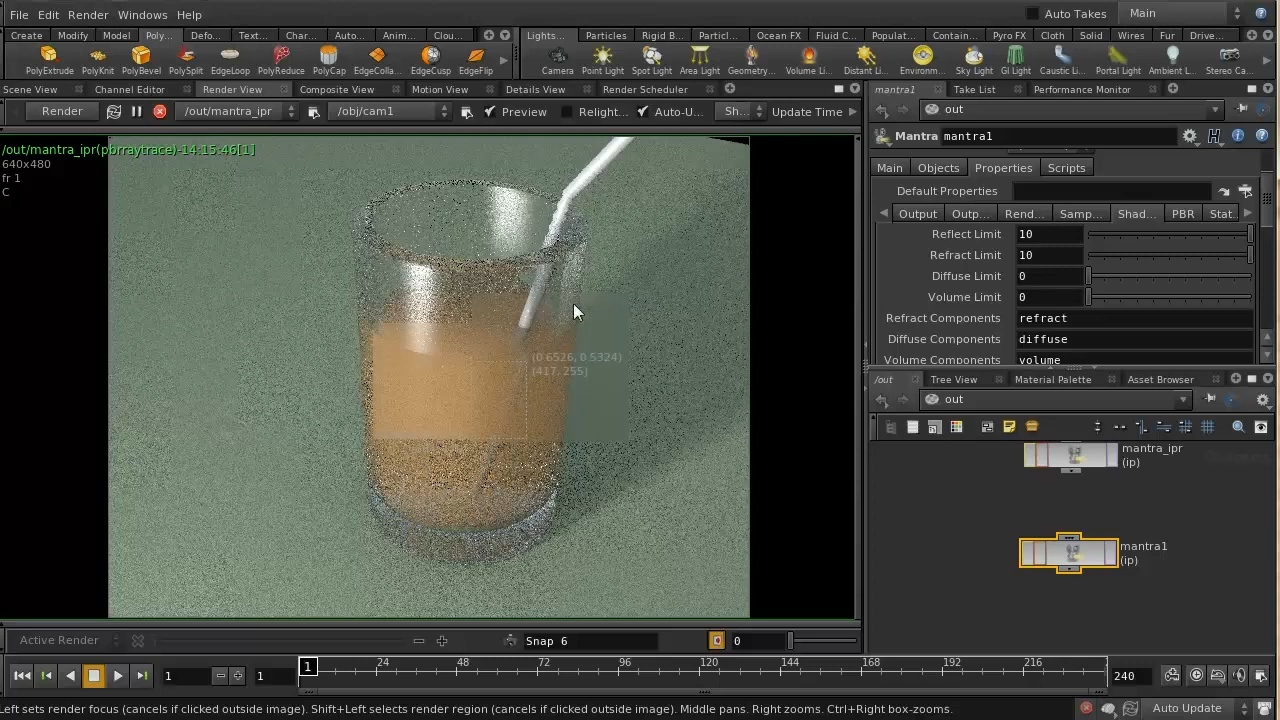 File Edit Render Windows Help Auto Takes Main
Create Modify Model Poly... Defo... Text... Char... Auto... Anim... Clou... Lights... Particles Rigid B... Particl... Ocean FX Fluid C... Populat... Contain... Pyro FX Cloth Solid Wires Fur Drive...
PolyExtrude PolyKnit PolyBevel PolySplit EdgeLoop PolyReduce PolyCap EdgeColla... EdgeCusp EdgeFlip Camera Point Light Spot Light Area Light Geometry... Volume Li... Distant Li... Environm... Sky Light GI Light Caustic Li... Portal Light Ambient L... Stereo Ca...
Scene View Channel Editor Render View Composite View Motion View Details View Render Scheduler mantra1 Take List Performance Monitor
Render /out/mantra_ipr /obj/cam1 Preview Relight... Auto-U... Sh... Update Time
out
Mantra mantra1
/out/mantra_ipr(pbrraytrace)-14:15:46[1]
640x480
fr 1
C
(0.6526, 0.5324)
(417, 255)
Main Objects Properties Scripts
Default Properties
Output Outp... Rend... Samp... Shad... PBR Stat...
Reflect Limit 10
Refract Limit 10
Diffuse Limit 0
Volume Limit 0
Refract Components refract
Diffuse Components diffuse
Volume Components volume
/out Tree View Material Palette Asset Browser
out
mantra_ipr
(ip)
mantra1
(ip)
Active Render Snap 6 0
1 1 1 24 48 72 96 120 144 168 192 216 240
Left sets render focus (cancels if clicked outside image). Shift+Left selects render region (cancels if clicked outside image). Middle pans. Right zooms. Ctrl+Right box-zooms. Auto Update